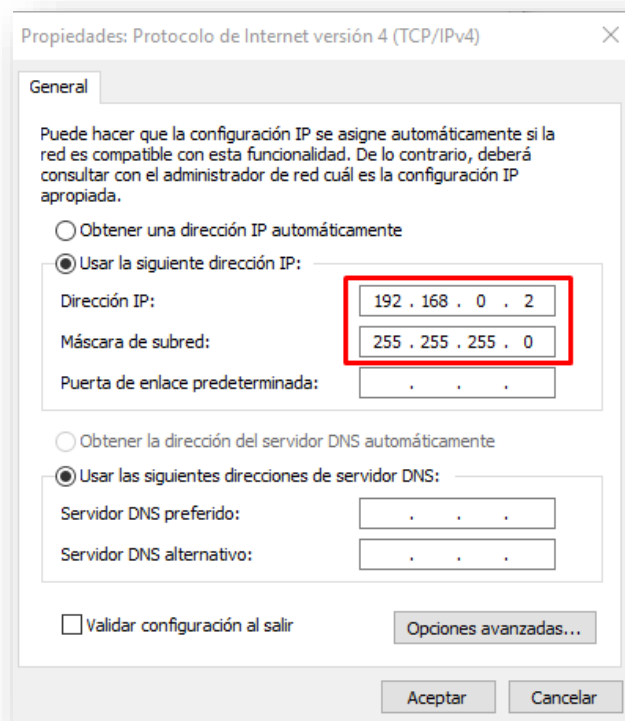 Propiedades: Protocolo de Internet versión 4 (TCP/IPv4)
General
Puede hacer que la configuración IP se asigne automáticamente si la
red es compatible con esta funcionalidad. De lo contrario, deberá
consultar con el administrador de red cuál es la configuración IP
apropiada.
Obtener una dirección IP automáticamente
Usar la siguiente dirección IP:
Dirección IP: 192 . 168 . 0 . 2
Máscara de subred: 255 . 255 . 255 . 0
Puerta de enlace predeterminada: . . .
Obtener la dirección del servidor DNS automáticamente
Usar las siguientes direcciones de servidor DNS:
Servidor DNS preferido: . . .
Servidor DNS alternativo: . . .
Validar configuración al salir Opciones avanzadas...
Aceptar Cancelar